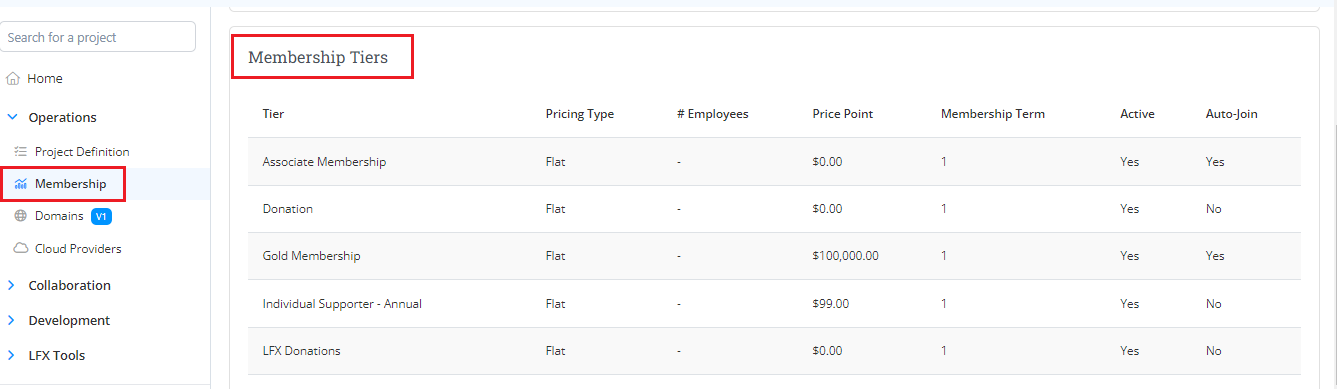 Search for a project
Home
Operations
Project Definition
Membership
Domains V1
Cloud Providers
Collaboration
Development
LFX Tools
Membership Tiers
Tier Pricing Type # Employees Price Point Membership Term Active Auto-Join
Associate Membership Flat - $0.00 1 Yes Yes
Donation Flat - $0.00 1 Yes No
Gold Membership Flat - $100,000.00 1 Yes Yes
Individual Supporter - Annual Flat - $99.00 1 Yes No
LFX Donations Flat - $0.00 1 Yes No